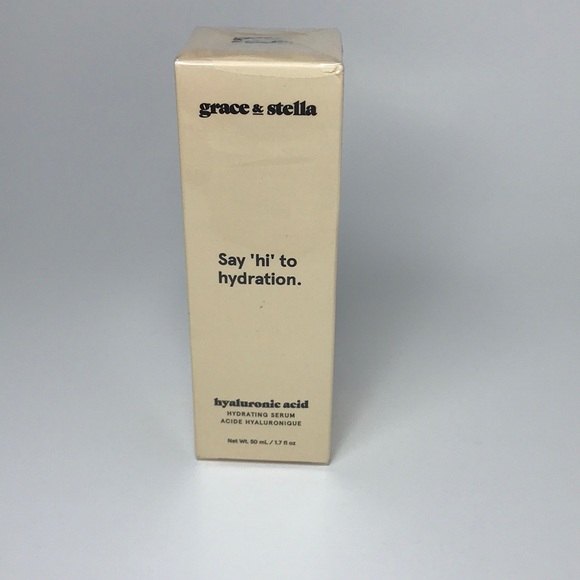 grace & stella
Say 'hi' to
hydration.
hyaluronic acid
HYDRATING SERUM
ACIDE HYALURONIQUE
Net Wt. 50 mL / 1.7 fl oz